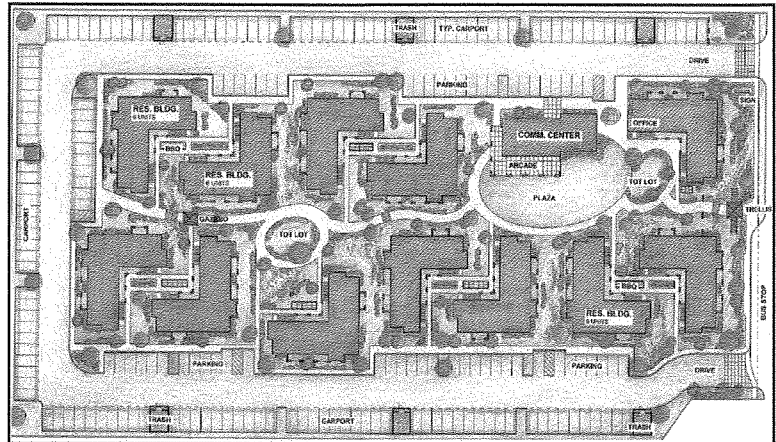 TRASH
TYP. CARPORT
DRIVE
PARKING
SIGN
RES. BLDG.
6 UNITS
OFFICE
COMM. CENTER
BBQ
RES. BLDG.
6 UNITS
ARCADE
TOT LOT
PLAZA
GAZEBO
TRELLIS
CARPORT
TOT LOT
BUS STOP
BBQ
RES. BLDG.
6 UNITS
PARKING
PARKING
DRIVE
TRASH
CARPORT
TRASH